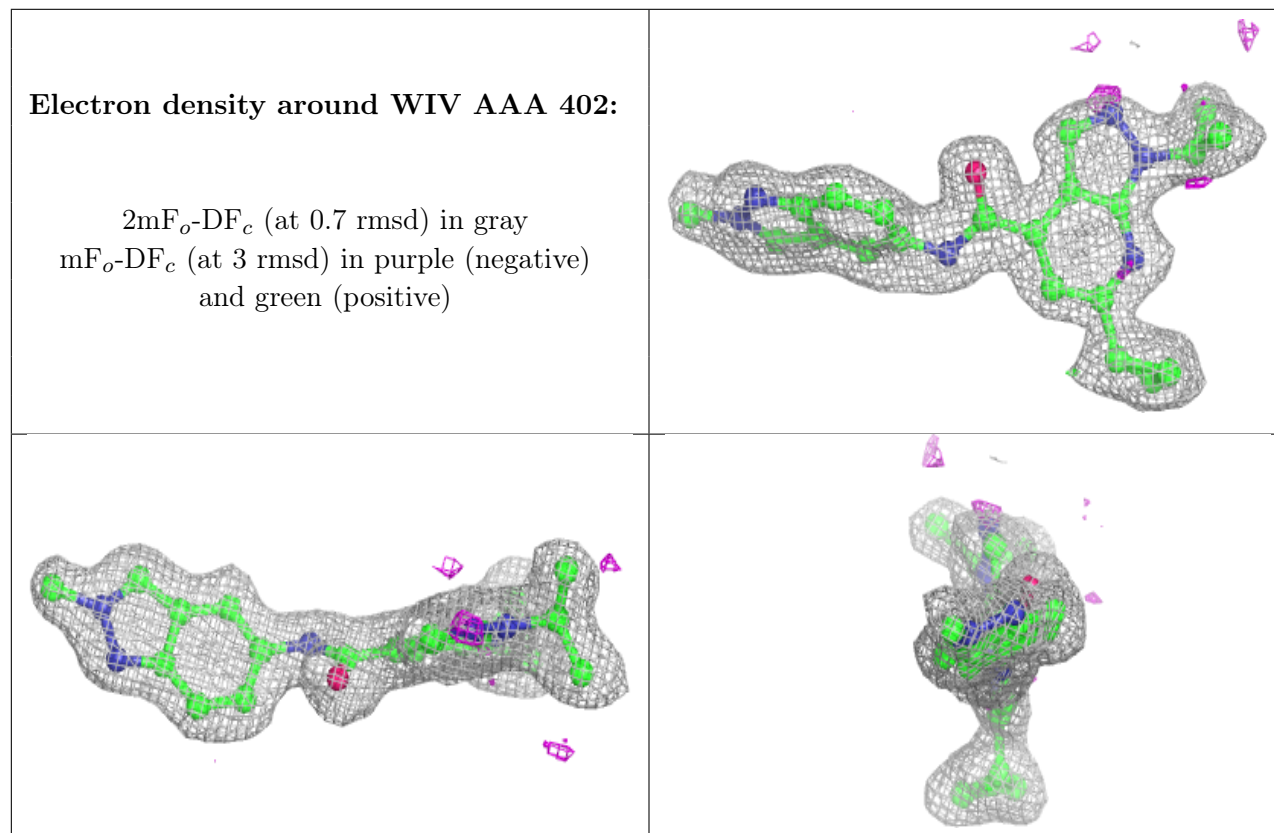 Electron density around WIV AAA 402:
2mFₒ-DF𝒸 (at 0.7 rmsd) in gray
mFₒ-DF𝒸 (at 3 rmsd) in purple (negative)
and green (positive)